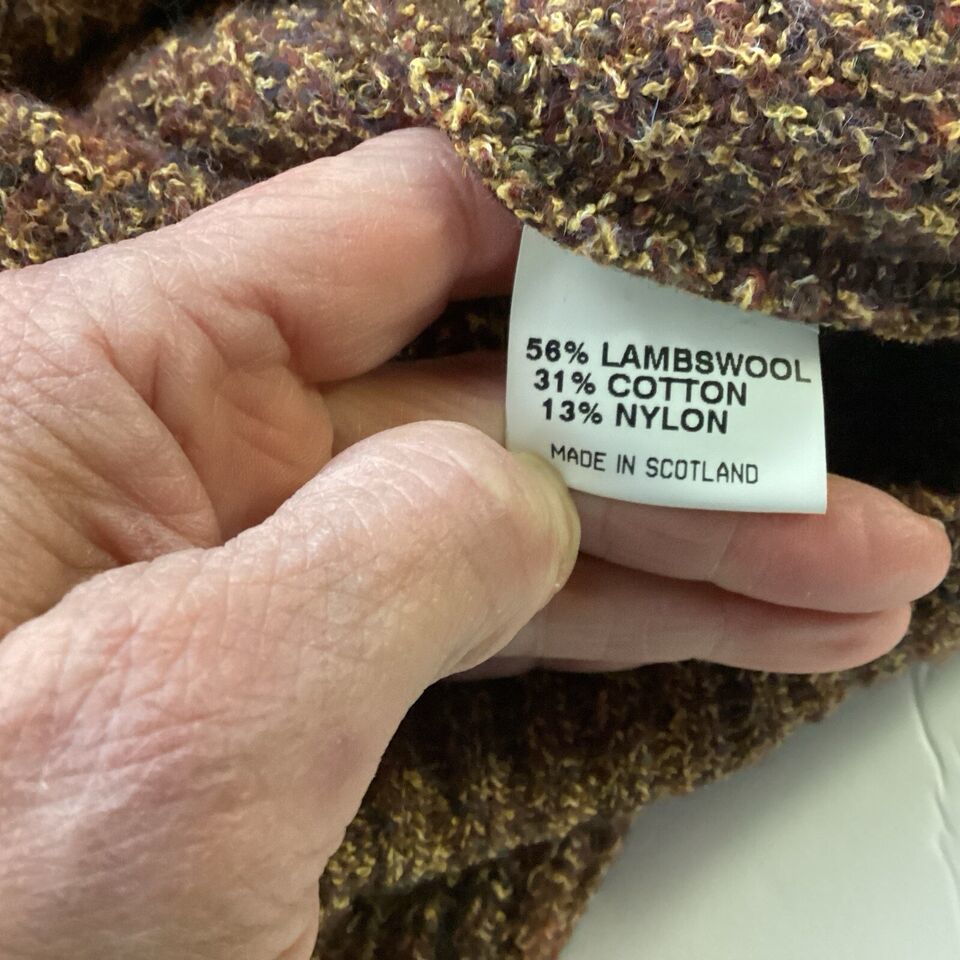 56% LAMBSWOOL
31% COTTON
13% NYLON
MADE IN SCOTLAND